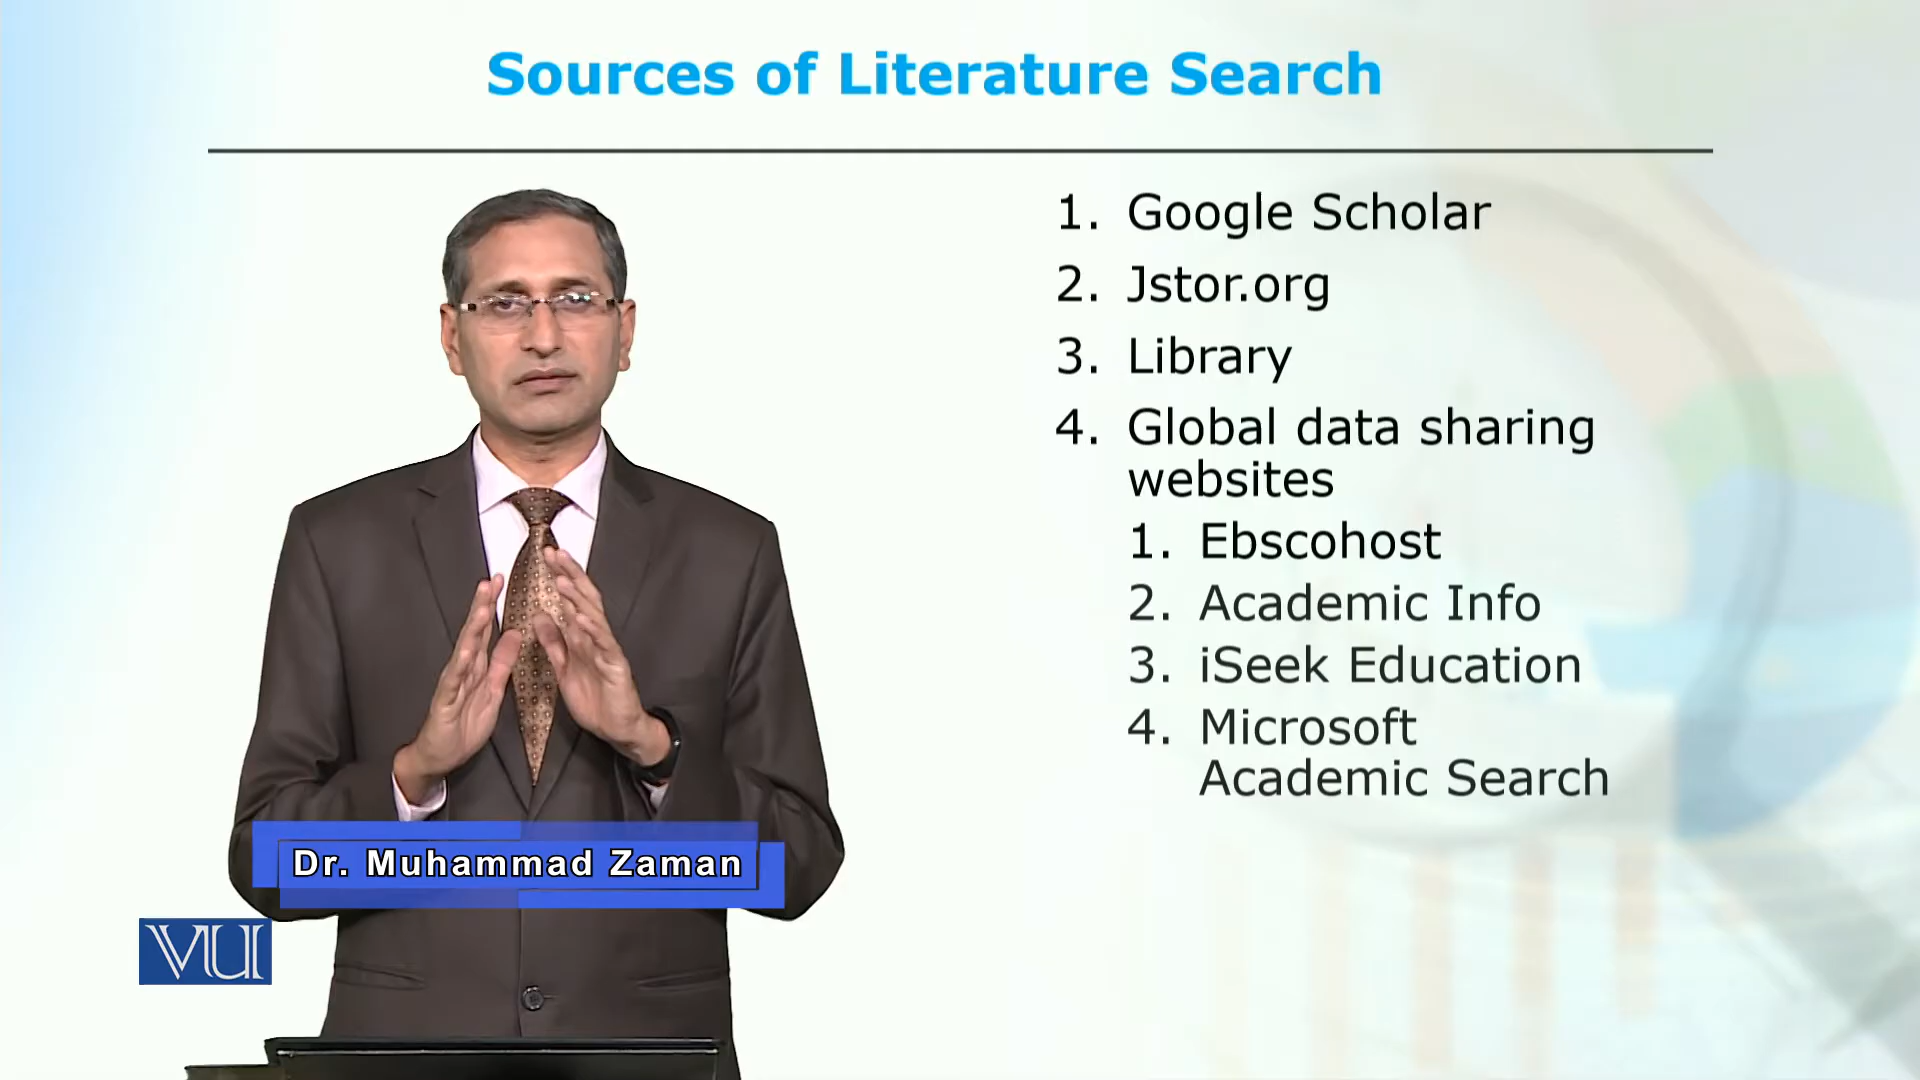 Sources of Literature Search
1. Google Scholar
2. Jstor.org
3. Library
4. Global data sharing
websites
1. Ebscohost
2. Academic Info
3. iSeek Education
4. Microsoft
Academic Search
Dr. Muhammad Zaman
VU